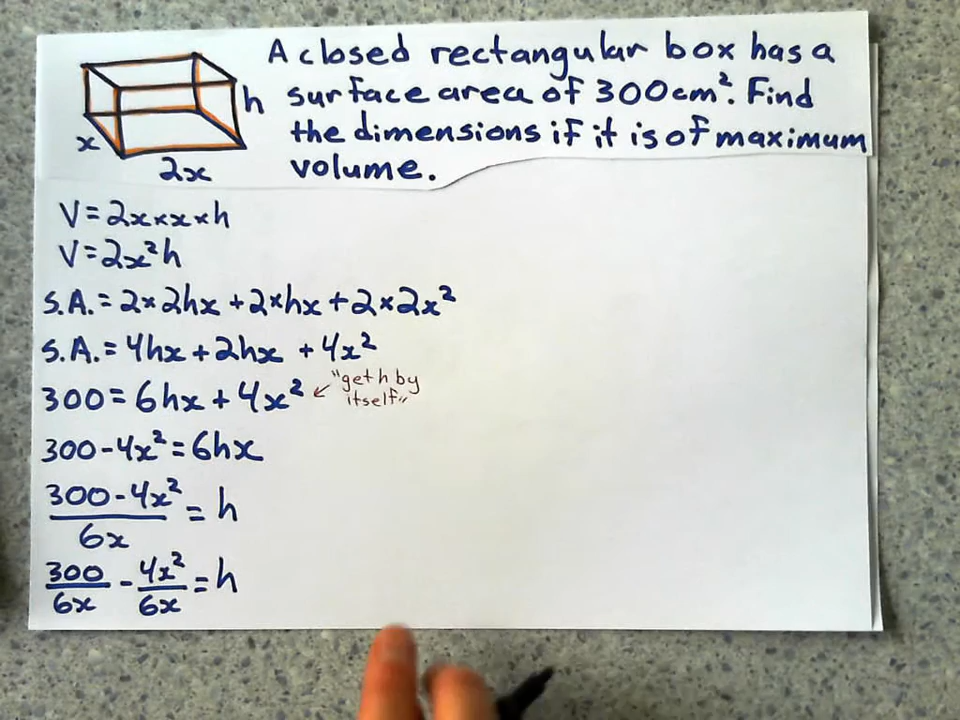 A closed rectangular box has a
surface area of 300cm². Find
the dimensions if it is of maximum
volume.
h
x
2x
V=2x×x×h
V=2x²h
S.A.=2×2hx+2×hx+2×2x²
S.A.=4hx+2hx+4x²
300=6hx+4x² ↙ "get h by
itself"
300-4x²=6hx
(300-4x²)/6x=h
300/6x-4x²/6x=h